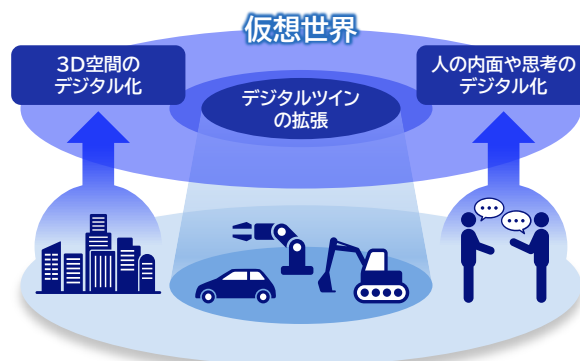 仮想世界
3D空間の
デジタル化
デジタルツイン
の拡張
人の内面や思考の
デジタル化